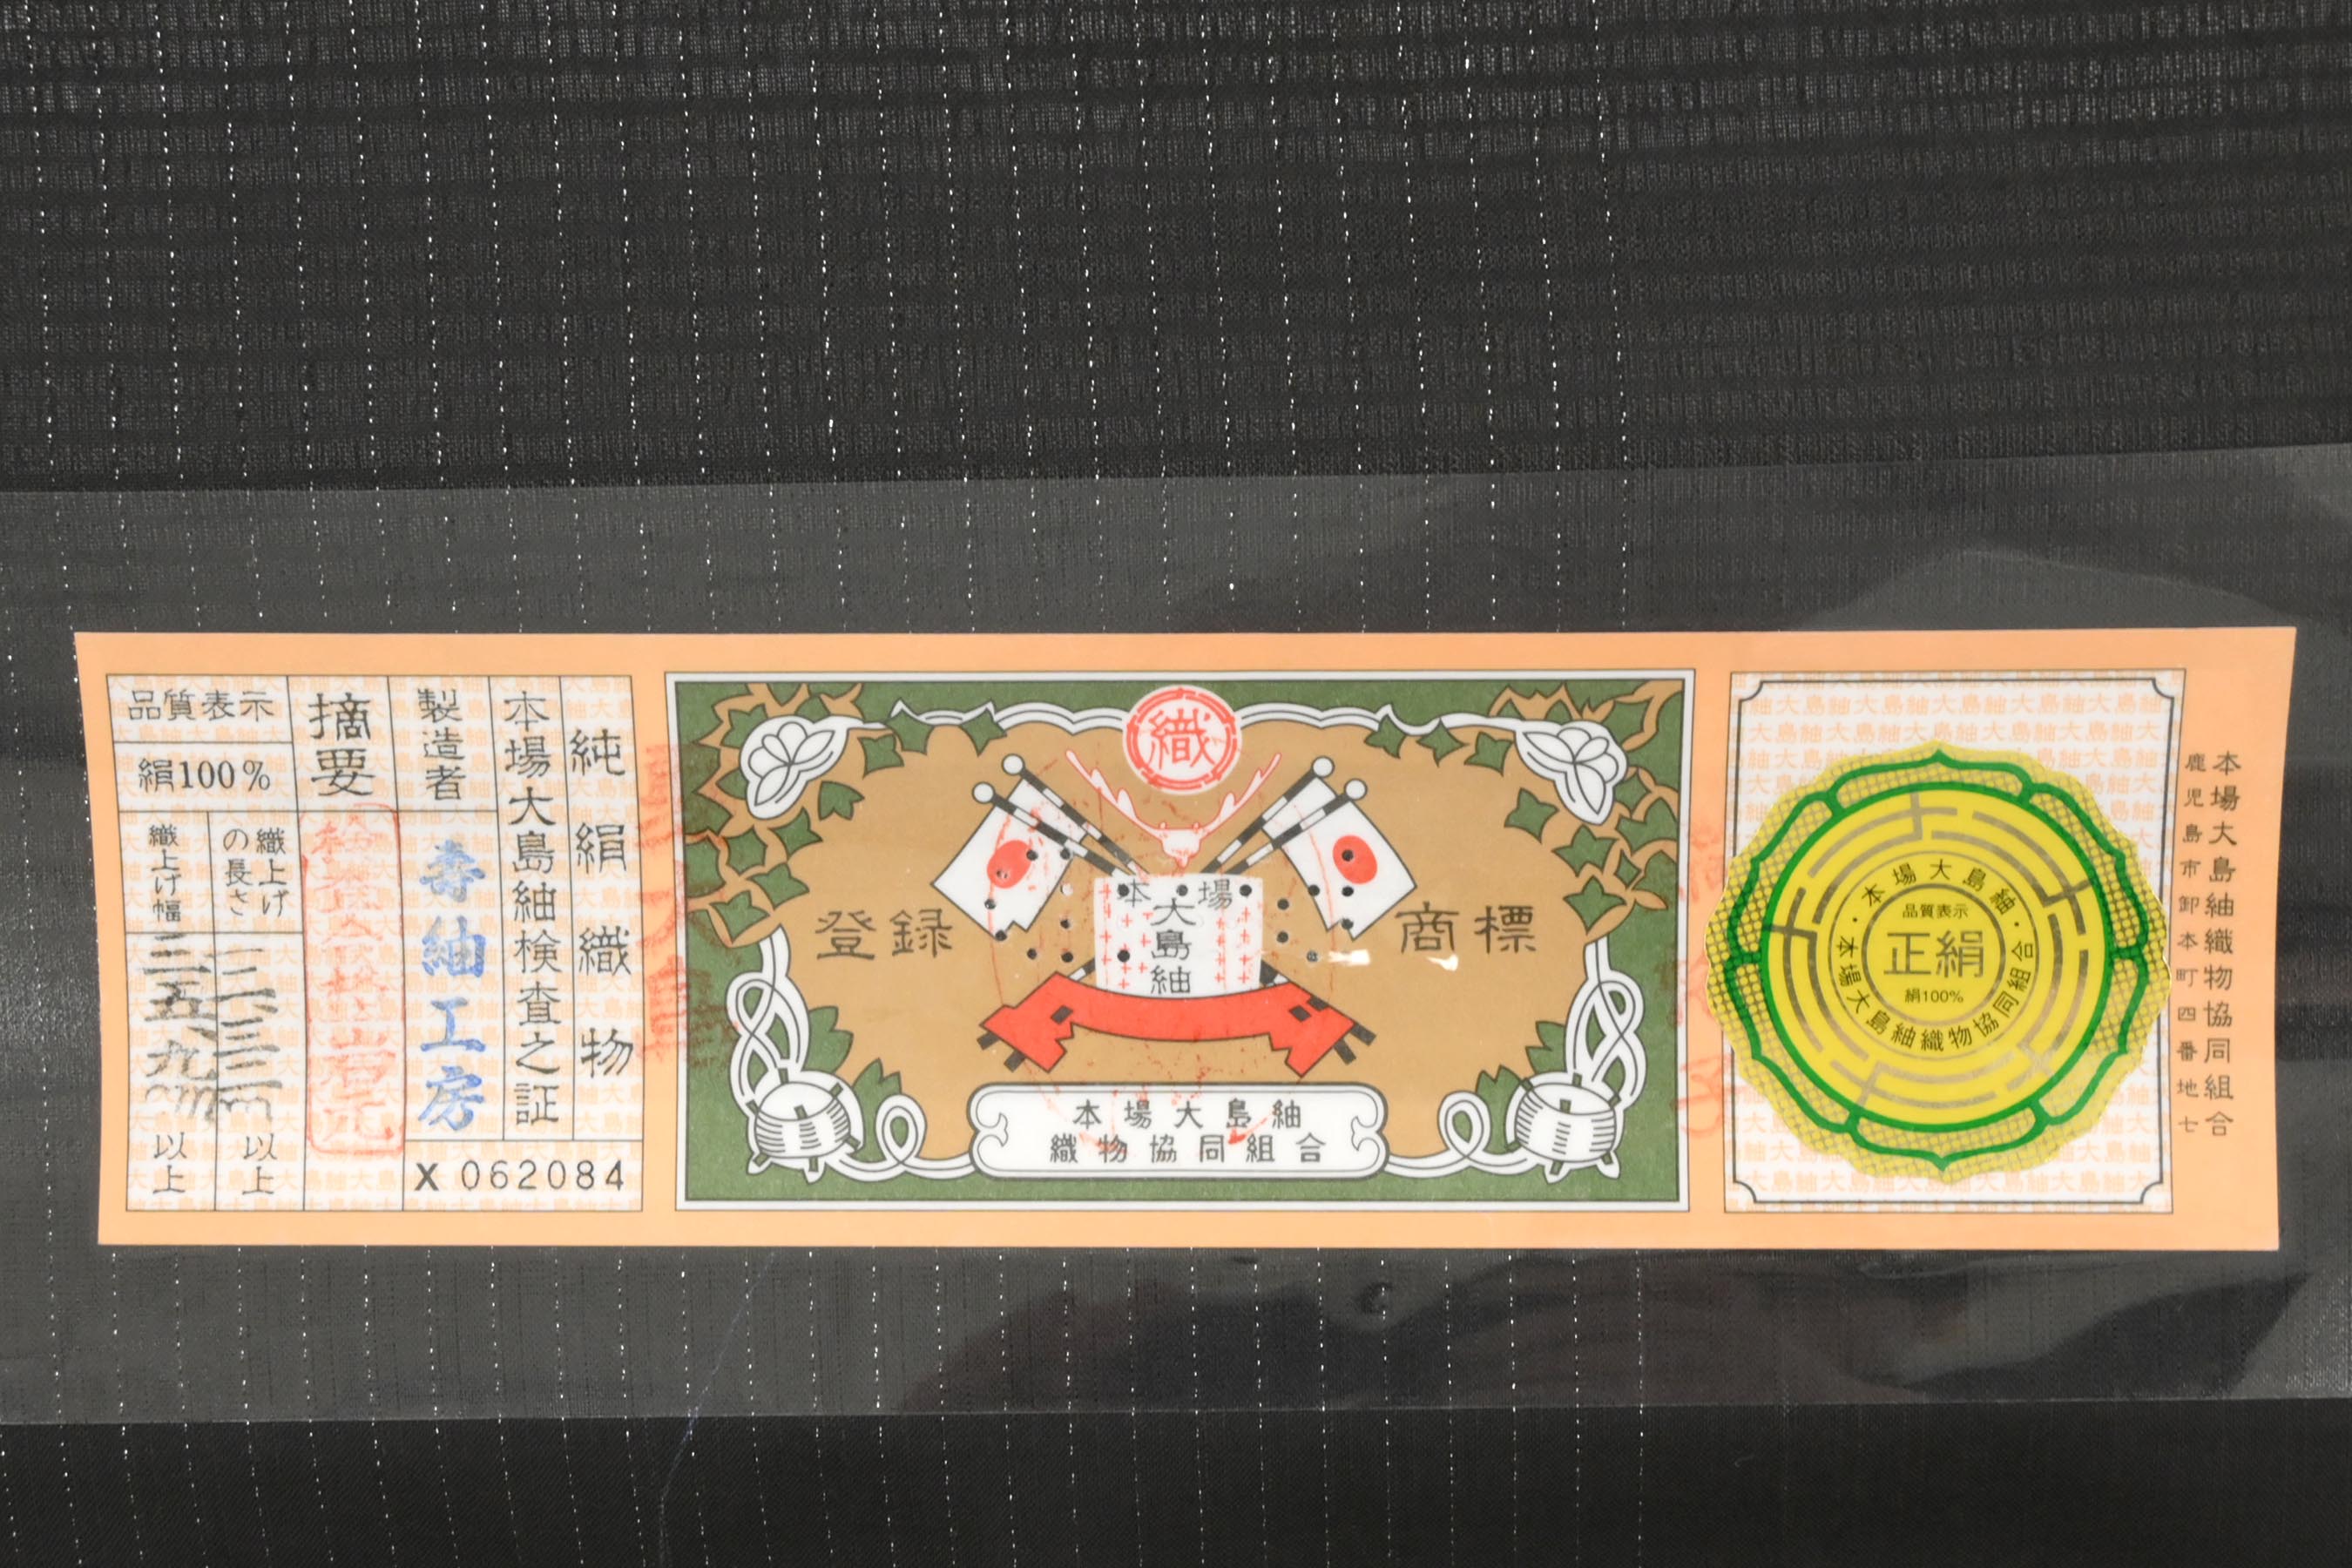 本場大島紬織物協同組合
鹿児島市卸本町四番地七
・本場大島紬・
本場大島紬織物協同組合
品質表示
正絹
絹100%
織
登録
商標
本場
大島紬
本場大島紬
織物協同組合
純絹織物
本場大島紬検査之証
製造者
壽紬工房
X 062084
摘要
品質表示
絹100%
織上げ
の長さ
以上
織上げ幅
以上